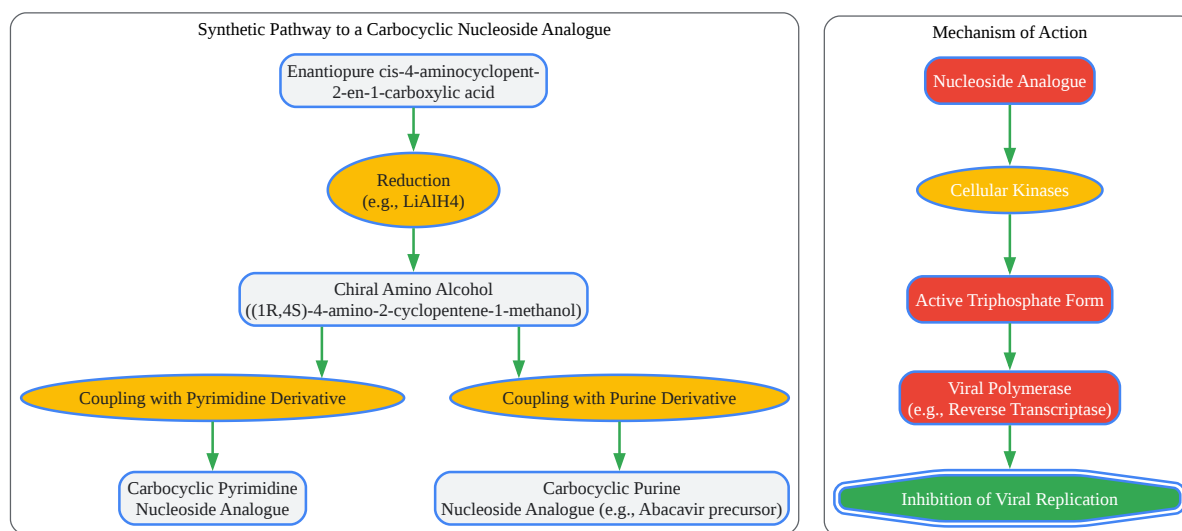 Synthetic Pathway to a Carbocyclic Nucleoside Analogue
Enantiopure cis-4-aminocyclopent-
2-en-1-carboxylic acid
Reduction
(e.g., LiAlH4)
Chiral Amino Alcohol
((1R,4S)-4-amino-2-cyclopentene-1-methanol)
Coupling with Pyrimidine Derivative
Coupling with Purine Derivative
Carbocyclic Pyrimidine
Nucleoside Analogue
Carbocyclic Purine
Nucleoside Analogue (e.g., Abacavir precursor)
Mechanism of Action
Nucleoside Analogue
Cellular Kinases
Active Triphosphate Form
Viral Polymerase
(e.g., Reverse Transcriptase)
Inhibition of Viral Replication